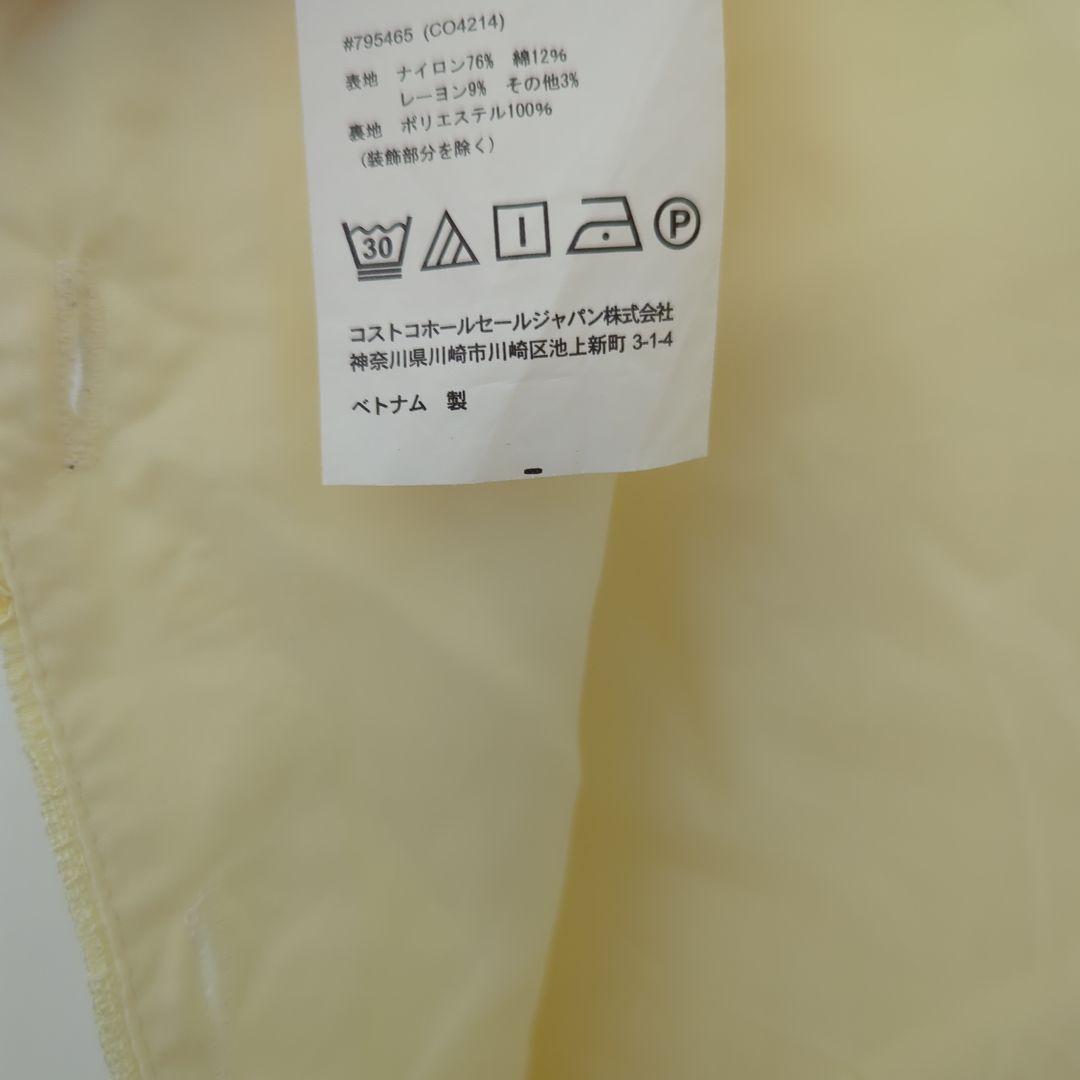 #795465 (CO4214)
表地 ナイロン76% 綿12%
レーヨン9% その他3%
裏地 ポリエステル100%
(装飾部分を除く)
30 P
コストコホールセールジャパン株式会社
神奈川県川崎市川崎区池上新町 3-1-4
ベトナム 製